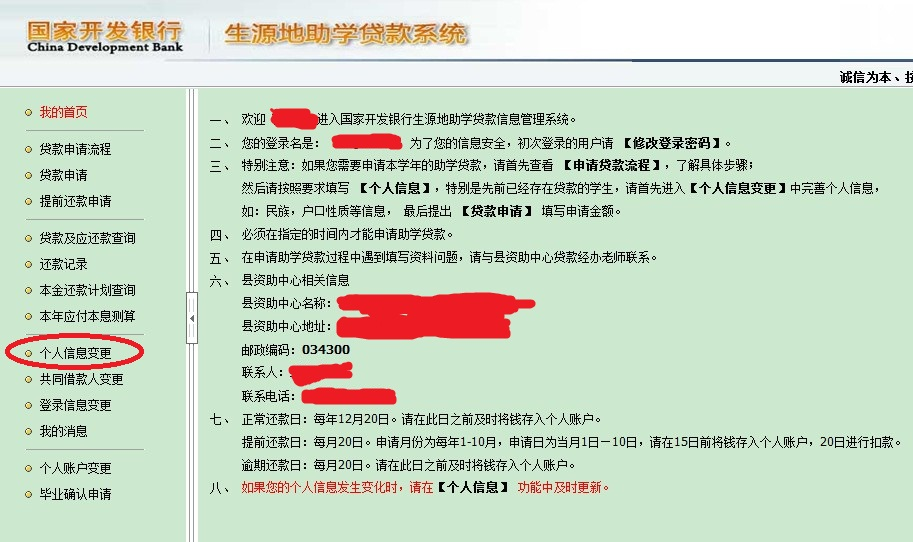 国家开发银行
China Development Bank
生源地助学贷款系统
诚信为本、
我的首页
贷款申请流程
贷款申请
提前还款申请
贷款及应还款查询
还款记录
本金还款计划查询
本年应付本息测算
个人信息变更
共同借款人变更
登录信息变更
我的消息
个人账户变更
毕业确认申请
一、 欢迎 进入国家开发银行生源地助学贷款信息管理系统。
二、 您的登录名是： 为了您的信息安全，初次登录的用户请 【修改登录密码】。
三、 特别注意：如果您需要申请本学年的助学贷款，请首先查看 【申请贷款流程】，了解具体步骤；
然后请按照要求填写 【个人信息】，特别是先前已经存在贷款的学生，请首先进入【个人信息变更】中完善个人信息，
如：民族，户口性质等信息， 最后提出 【贷款申请】 填写申请金额。
四、 必须在指定的时间内才能申请助学贷款。
五、 在申请助学贷款过程中遇到填写资料问题，请与县资助中心贷款经办老师联系。
六、 县资助中心相关信息
县资助中心名称：
县资助中心地址：
邮政编码：034300
联系人：
联系电话：
七、 正常还款日：每年12月20日。请在此日之前及时将钱存入个人账户。
提前还款日：每月20日。申请月份为每年1-10月，申请日为当月1日－10日，请在15日前将钱存入个人账户，20日进行扣款。
逾期还款日：每月20日。请在此日之前及时将钱存入个人账户。
八、 如果您的个人信息发生变化时，请在【个人信息】 功能中及时更新。